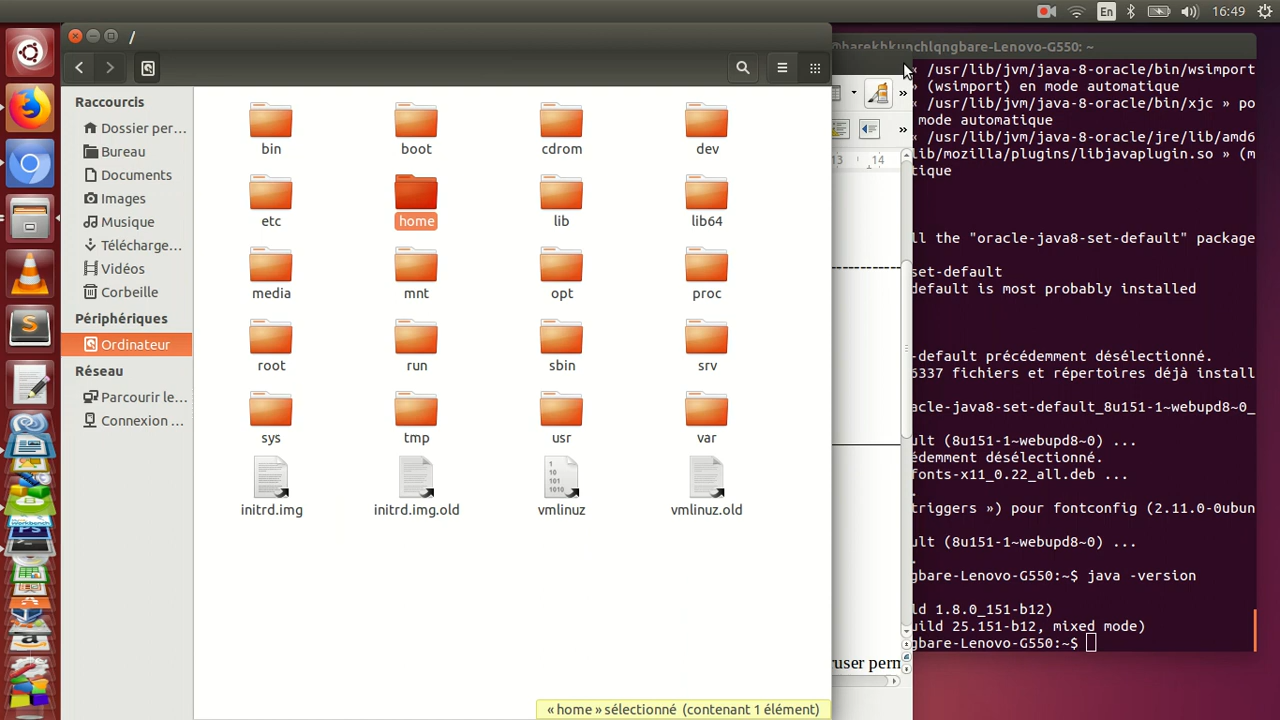 En
16:49
/
Raccourcis
Dossier per...
Bureau
Documents
Images
Musique
Télécharge...
Vidéos
Corbeille
Périphériques
Ordinateur
Réseau
Parcourir le...
Connexion ...
bin boot cdrom dev
etc home lib lib64
media mnt opt proc
root run sbin srv
sys tmp usr var
initrd.img initrd.img.old vmlinuz vmlinuz.old
« home » sélectionné (contenant 1 élément)
13 14
user perm
@barekhkunchlqngbare-Lenovo-G550: ~
« /usr/lib/jvm/java-8-oracle/bin/wsimport
» (wsimport) en mode automatique
« /usr/lib/jvm/java-8-oracle/bin/xjc » po
mode automatique
« /usr/lib/jvm/java-8-oracle/jre/lib/amd6
lib/mozilla/plugins/libjavaplugin.so » (m
tique
ll the "oracle-java8-set-default" package
set-default
default is most probably installed
-default précédemment désélectionné.
6337 fichiers et répertoires déjà install
acle-java8-set-default_8u151-1~webupd8~0_
ult (8u151-1~webupd8~0) ...
édemment désélectionné.
fonts-x11_0.22_all.deb ...
.
triggers ») pour fontconfig (2.11.0-0ubun
ult (8u151-1~webupd8~0) ...
.
gbare-Lenovo-G550:~$ java -version
ld 1.8.0_151-b12)
uild 25.151-b12, mixed mode)
gbare-Lenovo-G550:~$